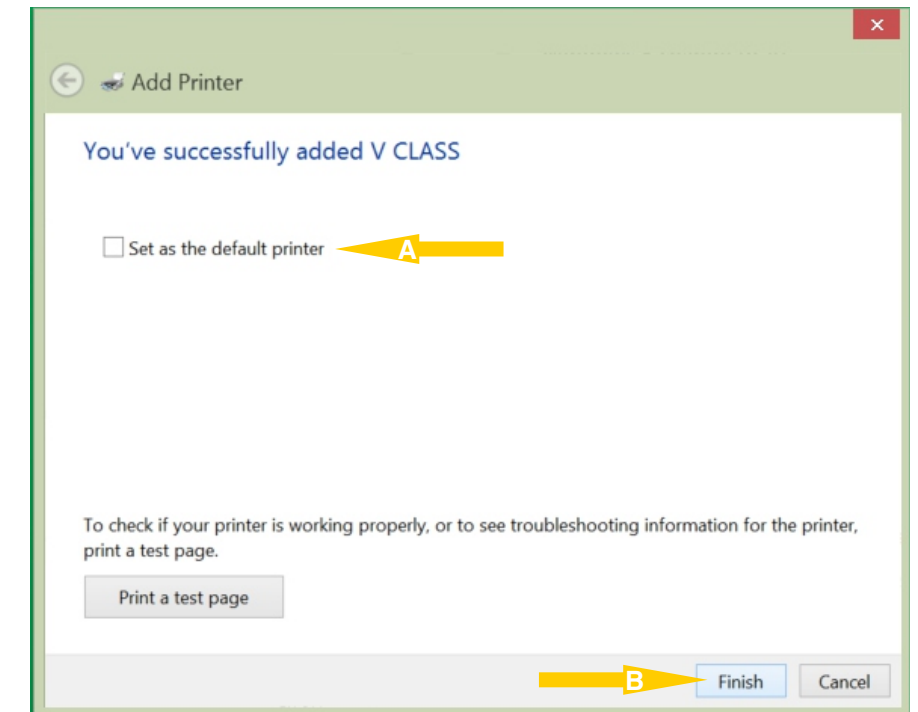 Add Printer
You've successfully added V CLASS
Set as the default printer
A
To check if your printer is working properly, or to see troubleshooting information for the printer,
print a test page.
Print a test page
B
Finish
Cancel